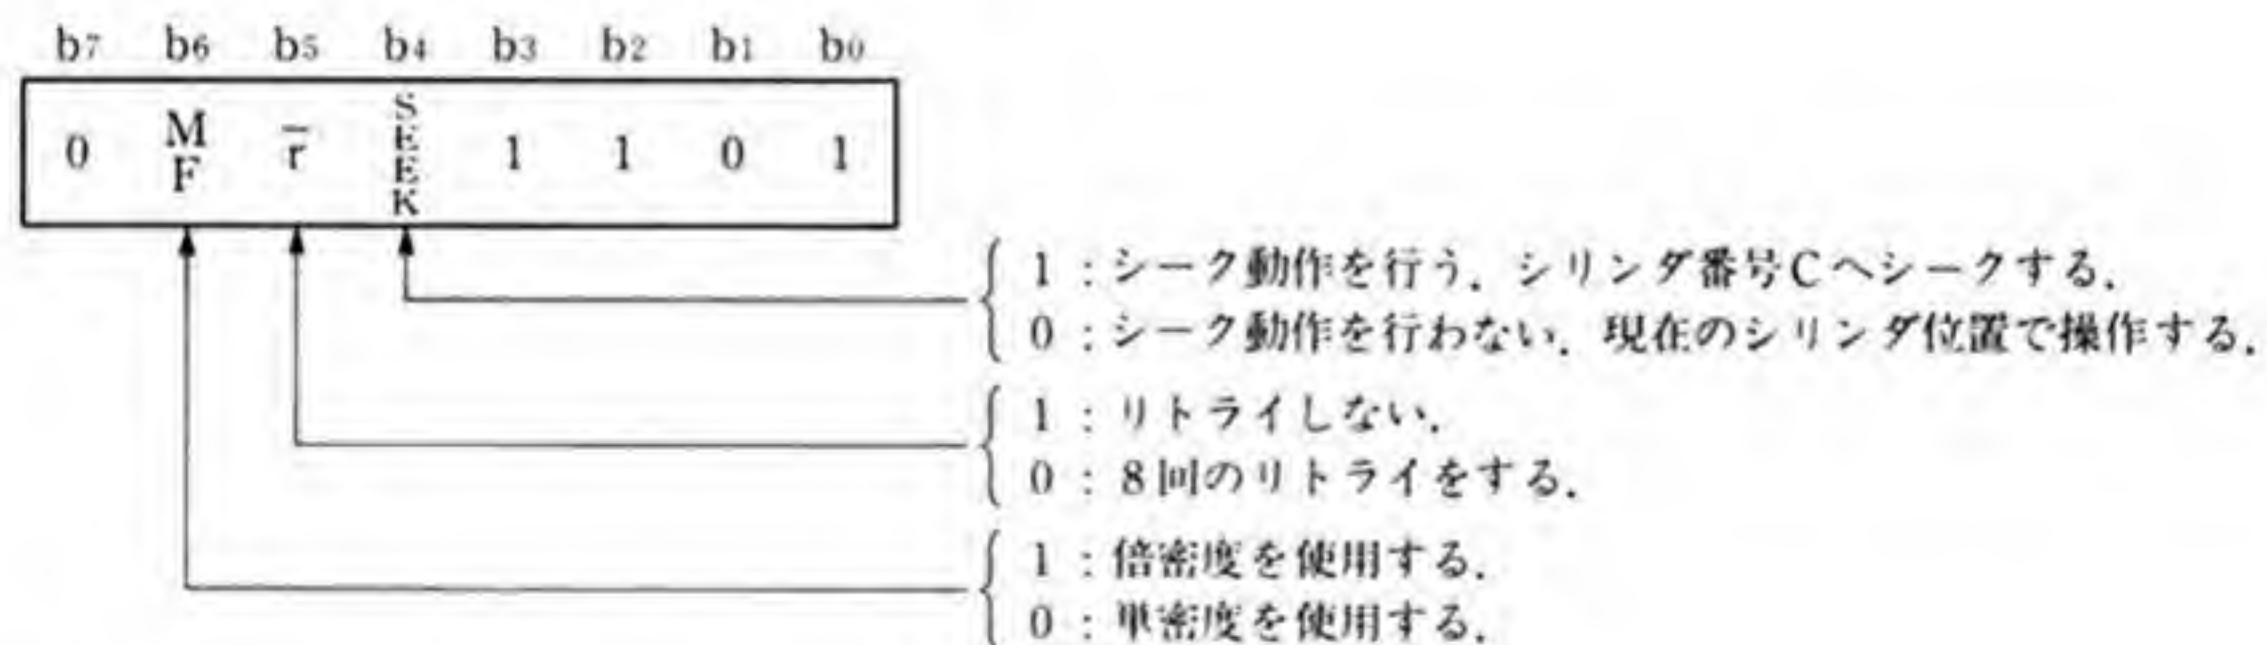 b7 b6 b5 b4 b3 b2 b1 b0
0 MF r̅ SEEK 1 1 0 1
1：シーク動作を行う．シリンダ番号Cへシークする．
0：シーク動作を行わない．現在のシリンダ位置で操作する．
1：リトライしない．
0：8回のリトライをする．
1：倍密度を使用する．
0：単密度を使用する．